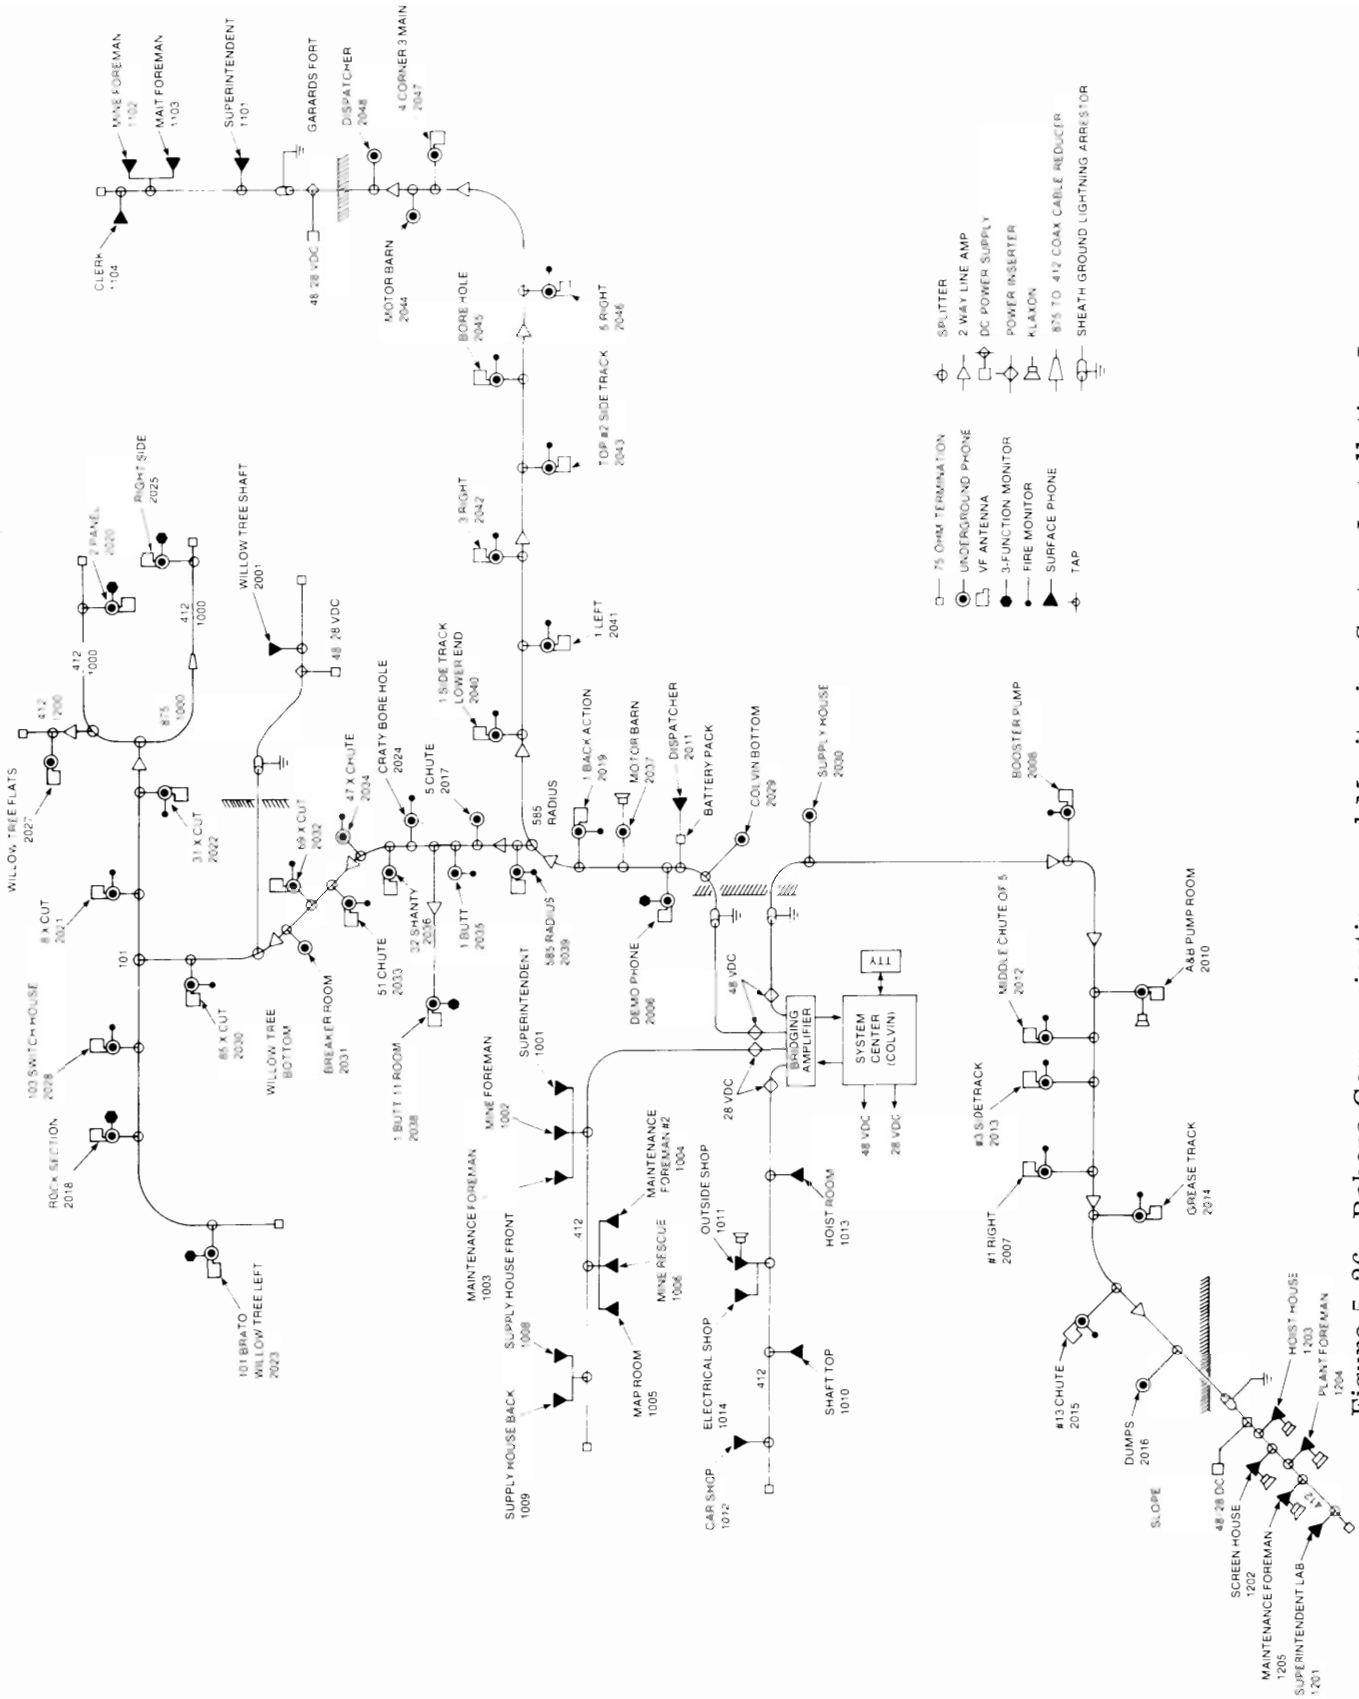 MINE FOREMAN
1102
MAIT FOREMAN
1103
SUPERINTENDENT
1101
GARARDS FORT
DISPATCHER
2048
4 CORNER 3 MAIN
2047
CLERK
1104
48 28 VDC
MOTOR BARN
2044
BORE HOLE
2045
5 RIGHT
2046
TOP #2 SIDE TRACK
2043
3 RIGHT
2042
1 LEFT
2041
1 SIDE TRACK
LOWER END
2040
585
RADIUS
2 PANEL
2020
RIGHT SIDE
2025
WILLOW TREE SHAFT
2001
48 28 VDC
412
1000
412
1000
412
1200
875
1000
WILLOW TREE FLATS
2027
31 X CUT
2022
8 X CUT
2021
101
103 SWITCH HOUSE
2028
ROCK SECTION
2018
101 BRATO
WILLOW TREE LEFT
2023
85 X CUT
2030
WILLOW TREE
BOTTOM
BREAKER ROOM
2031
69 X CUT
2032
47 X CHUTE
2034
CRATY BORE HOLE
2024
5 CHUTE
2017
51 CHUTE
2033
32 SHANTY
2036
1 BUTT
2035
585 RADIUS
2039
1 BUTT 11 ROOM
2038
1 BACK ACTION
2019
MOTOR BARN
2037
DISPATCHER
2011
BATTERY PACK
COLVIN BOTTOM
2029
SUPPLY HOUSE
2030
DEMO PHONE
2006
48 VDC
28 VDC
BRIDGING
AMPLIFIER
SYSTEM
CENTER
(COLVIN)
TTY
48 VDC
28 VDC
SUPERINTENDENT
1001
MINE FOREMAN
1002
MAINTENANCE FOREMAN
1003
MAINTENANCE
FOREMAN #2
1004
MINE RESCUE
1006
MAP ROOM
1005
412
SUPPLY HOUSE FRONT
1008
SUPPLY HOUSE BACK
1009
OUTSIDE SHOP
1011
HOIST ROOM
1013
ELECTRICAL SHOP
1014
SHAFT TOP
1010
412
CAR SHOP
1012
BOOSTER PUMP
2008
A&B PUMP ROOM
2010
MIDDLE CHUTE OF 5
2012
#3 SIDETRACK
2013
#1 RIGHT
2007
GREASE TRACK
2014
#13 CHUTE
2015
DUMPS
2016
SLOPE
48-28 DC
HOIST HOUSE
1203
PLANT FOREMAN
1204
SCREEN HOUSE
1202
MAINTENANCE FOREMAN
1205
SUPERINTENDENT LAB
1201
412
75 OHM TERMINATION
UNDERGROUND PHONE
VF ANTENNA
3-FUNCTION MONITOR
FIRE MONITOR
SURFACE PHONE
TAP
SPLITTER
2 WAY LINE AMP
DC POWER SUPPLY
POWER INSERTER
KLAXON
875 TO 412 COAX CABLE REDUCER
SHEATH GROUND LIGHTNING ARRESTOR